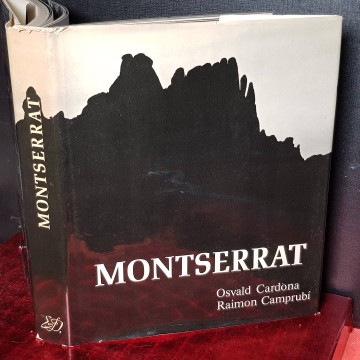 MONTSERRAT
MONTSERRAT
Osvald Cardona
Raimon Camprubí